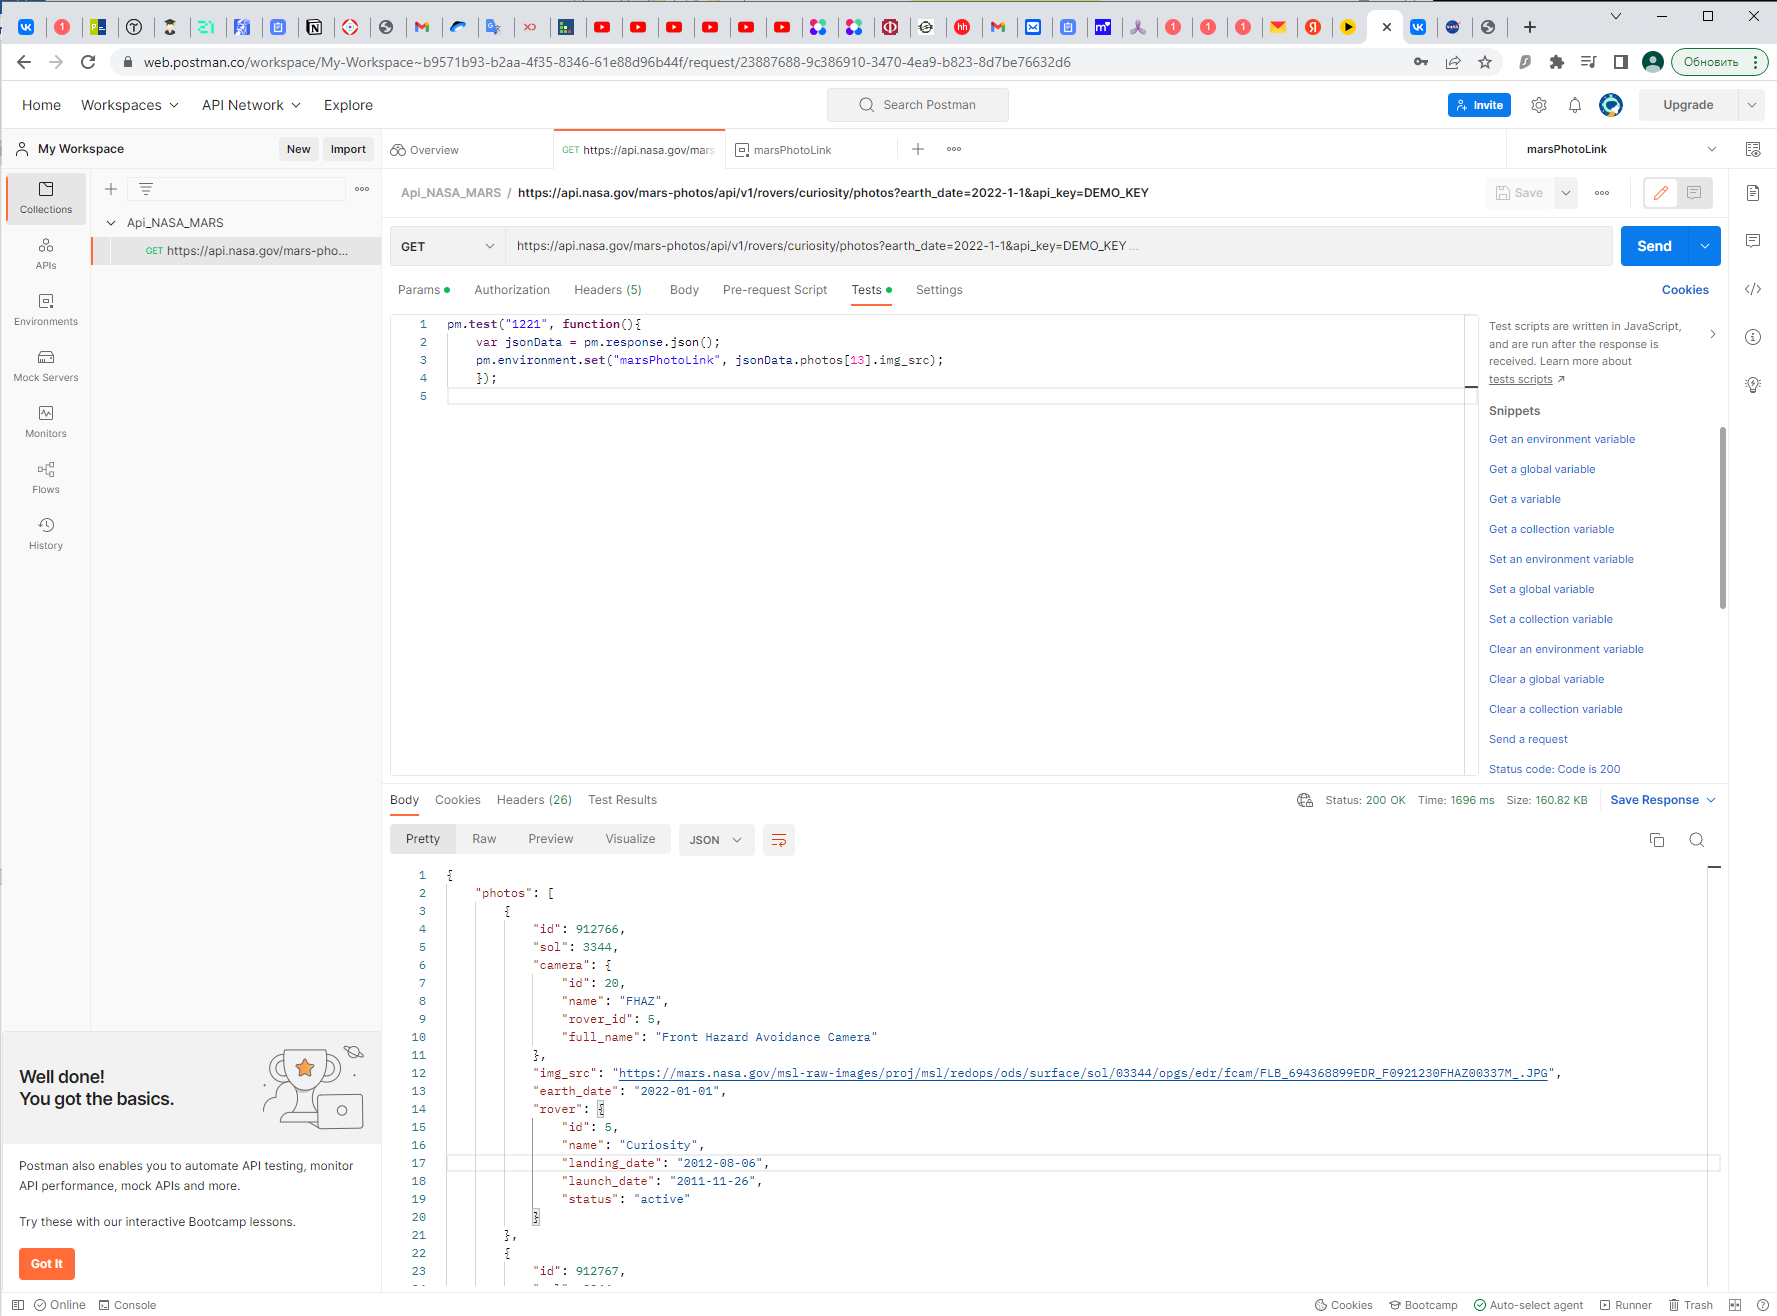 web.postman.co/workspace/My-Workspace~b9571b93-b2aa-4f35-8346-61e88d96b44f/request/23887688-9c386910-3470-4ea9-b823-8d7be76632d6
Обновить
Home Workspaces API Network Explore
Search Postman
Invite
Upgrade
My Workspace
New Import
Overview
GET https://api.nasa.gov/mars
marsPhotoLink
marsPhotoLink
Collections
APIs
Environments
Mock Servers
Monitors
Flows
History
Api_NASA_MARS
GET https://api.nasa.gov/mars-pho...
Api_NASA_MARS / https://api.nasa.gov/mars-photos/api/v1/rovers/curiosity/photos?earth_date=2022-1-1&api_key=DEMO_KEY
Save
GET https://api.nasa.gov/mars-photos/api/v1/rovers/curiosity/photos?earth_date=2022-1-1&api_key=DEMO_KEY ...
Send
Params Authorization Headers (5) Body Pre-request Script Tests Settings
Cookies
1 pm.test("1221", function(){
2 var jsonData = pm.response.json();
3 pm.environment.set("marsPhotoLink", jsonData.photos[13].img_src);
4 });
5
Test scripts are written in JavaScript,
and are run after the response is
received. Learn more about
tests scripts
Snippets
Get an environment variable
Get a global variable
Get a variable
Get a collection variable
Set an environment variable
Set a global variable
Set a collection variable
Clear an environment variable
Clear a global variable
Clear a collection variable
Send a request
Status code: Code is 200
Body Cookies Headers (26) Test Results
Status: 200 OK Time: 1696 ms Size: 160.82 KB
Save Response
Pretty Raw Preview Visualize JSON
1 {
2 "photos": [
3 {
4 "id": 912766,
5 "sol": 3344,
6 "camera": {
7 "id": 20,
8 "name": "FHAZ",
9 "rover_id": 5,
10 "full_name": "Front Hazard Avoidance Camera"
11 },
12 "img_src": "https://mars.nasa.gov/msl-raw-images/proj/msl/redops/ods/surface/sol/03344/opgs/edr/fcam/FLB_694368899EDR_F0921230FHAZ00337M_.JPG",
13 "earth_date": "2022-01-01",
14 "rover": {
15 "id": 5,
16 "name": "Curiosity",
17 "landing_date": "2012-08-06",
18 "launch_date": "2011-11-26",
19 "status": "active"
20 }
21 },
22 {
23 "id": 912767,
Well done!
You got the basics.
Postman also enables you to automate API testing, monitor
API performance, mock APIs and more.
Try these with our interactive Bootcamp lessons.
Got It
Online Console
Cookies Bootcamp Auto-select agent Runner Trash